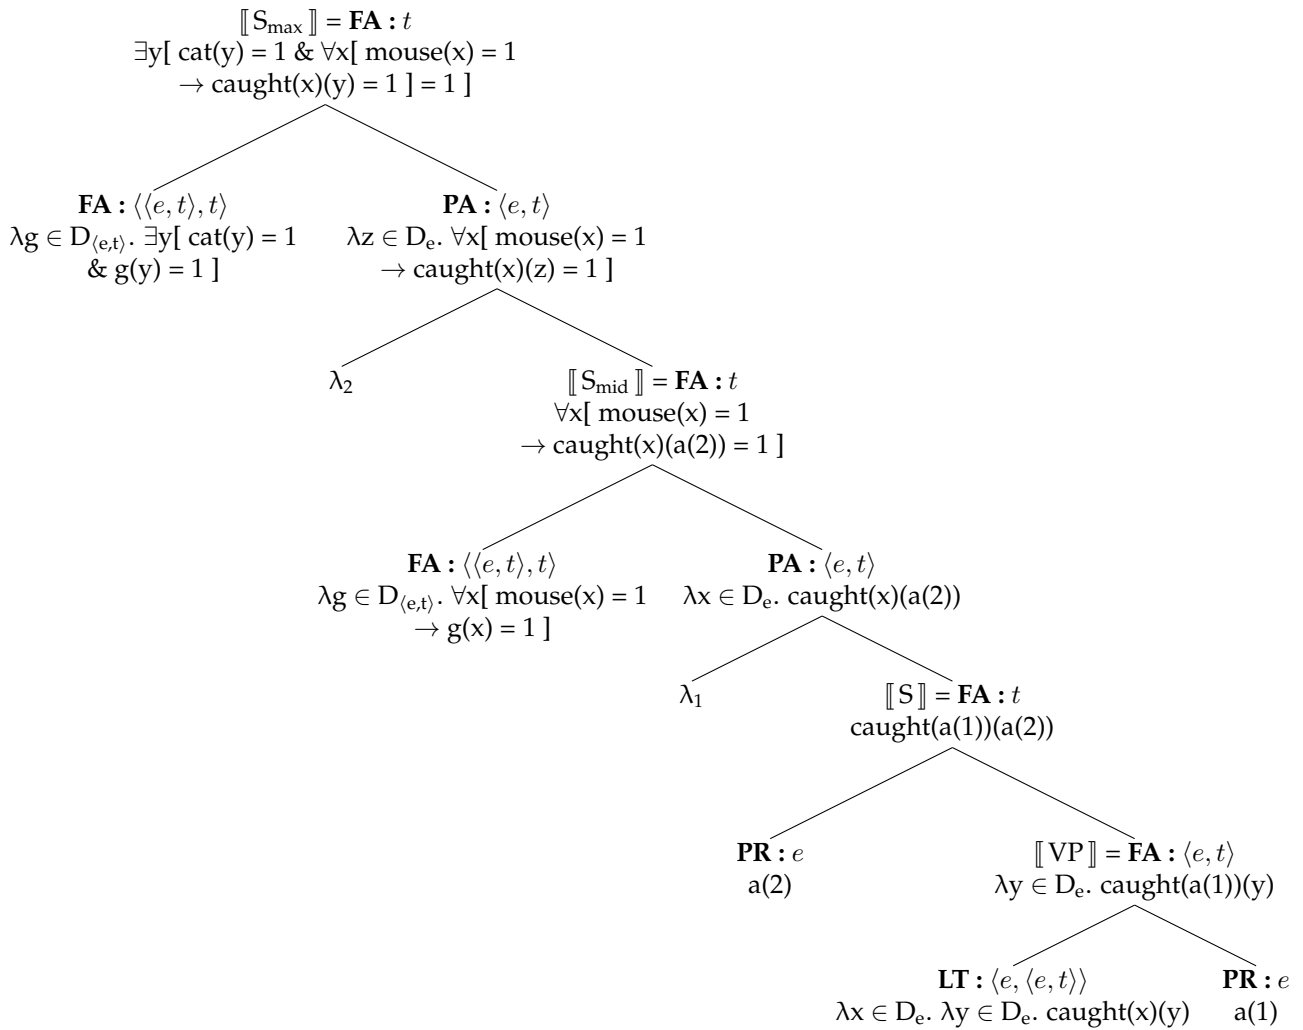 ⟦ S_max ⟧ = FA : t
∃y[ cat(y) = 1 & ∀x[ mouse(x) = 1
→ caught(x)(y) = 1 ] = 1 ]
FA : ⟨⟨e, t⟩, t⟩
λg ∈ D_⟨e,t⟩. ∃y[ cat(y) = 1
& g(y) = 1 ]
PA : ⟨e, t⟩
λz ∈ D_e. ∀x[ mouse(x) = 1
→ caught(x)(z) = 1 ]
λ₂
⟦ S_mid ⟧ = FA : t
∀x[ mouse(x) = 1
→ caught(x)(a(2)) = 1 ]
FA : ⟨⟨e, t⟩, t⟩
λg ∈ D_⟨e,t⟩. ∀x[ mouse(x) = 1
→ g(x) = 1 ]
PA : ⟨e, t⟩
λx ∈ D_e. caught(x)(a(2))
λ₁
⟦ S ⟧ = FA : t
caught(a(1))(a(2))
PR : e
a(2)
⟦ VP ⟧ = FA : ⟨e, t⟩
λy ∈ D_e. caught(a(1))(y)
LT : ⟨e, ⟨e, t⟩⟩
λx ∈ D_e. λy ∈ D_e. caught(x)(y)
PR : e
a(1)